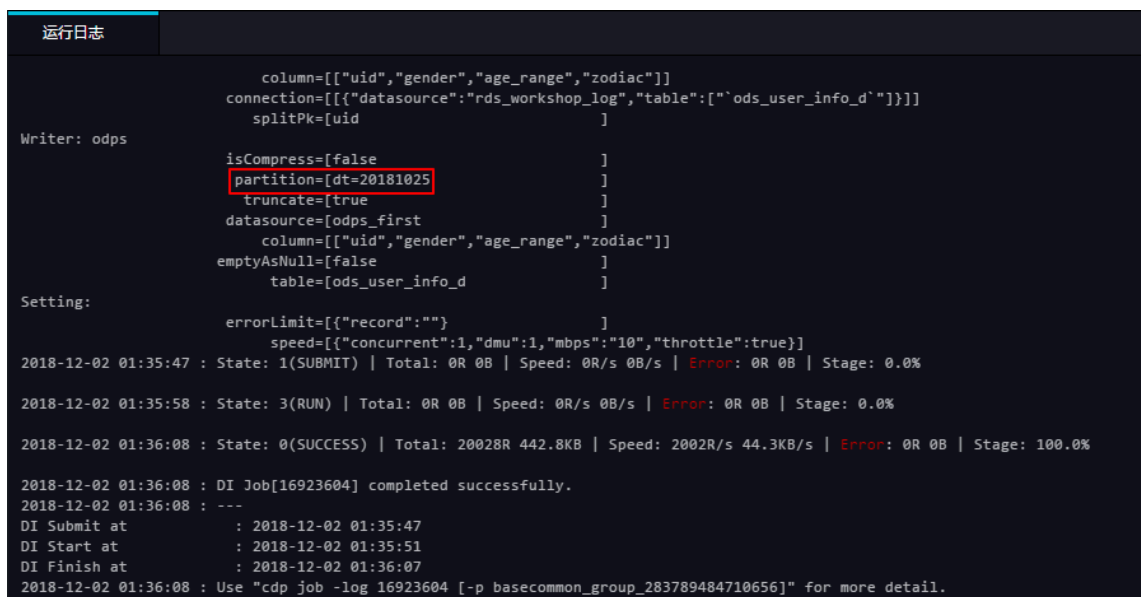 运行日志
column=[["uid","gender","age_range","zodiac"]]
connection=[[{"datasource":"rds_workshop_log","table":["`ods_user_info_d`"]}]]
splitPk=[uid ]
Writer: odps
isCompress=[false ]
partition=[dt=20181025 ]
truncate=[true ]
datasource=[odps_first ]
column=[["uid","gender","age_range","zodiac"]]
emptyAsNull=[false ]
table=[ods_user_info_d ]
Setting:
errorLimit=[{"record":""} ]
speed=[{"concurrent":1,"dmu":1,"mbps":"10","throttle":true}]
2018-12-02 01:35:47 : State: 1(SUBMIT) | Total: 0R 0B | Speed: 0R/s 0B/s | Error: 0R 0B | Stage: 0.0%
2018-12-02 01:35:58 : State: 3(RUN) | Total: 0R 0B | Speed: 0R/s 0B/s | Error: 0R 0B | Stage: 0.0%
2018-12-02 01:36:08 : State: 0(SUCCESS) | Total: 20028R 442.8KB | Speed: 2002R/s 44.3KB/s | Error: 0R 0B | Stage: 100.0%
2018-12-02 01:36:08 : DI Job[16923604] completed successfully.
2018-12-02 01:36:08 : ---
DI Submit at : 2018-12-02 01:35:47
DI Start at : 2018-12-02 01:35:51
DI Finish at : 2018-12-02 01:36:07
2018-12-02 01:36:08 : Use "cdp job -log 16923604 [-p basecommon_group_283789484710656]" for more detail.